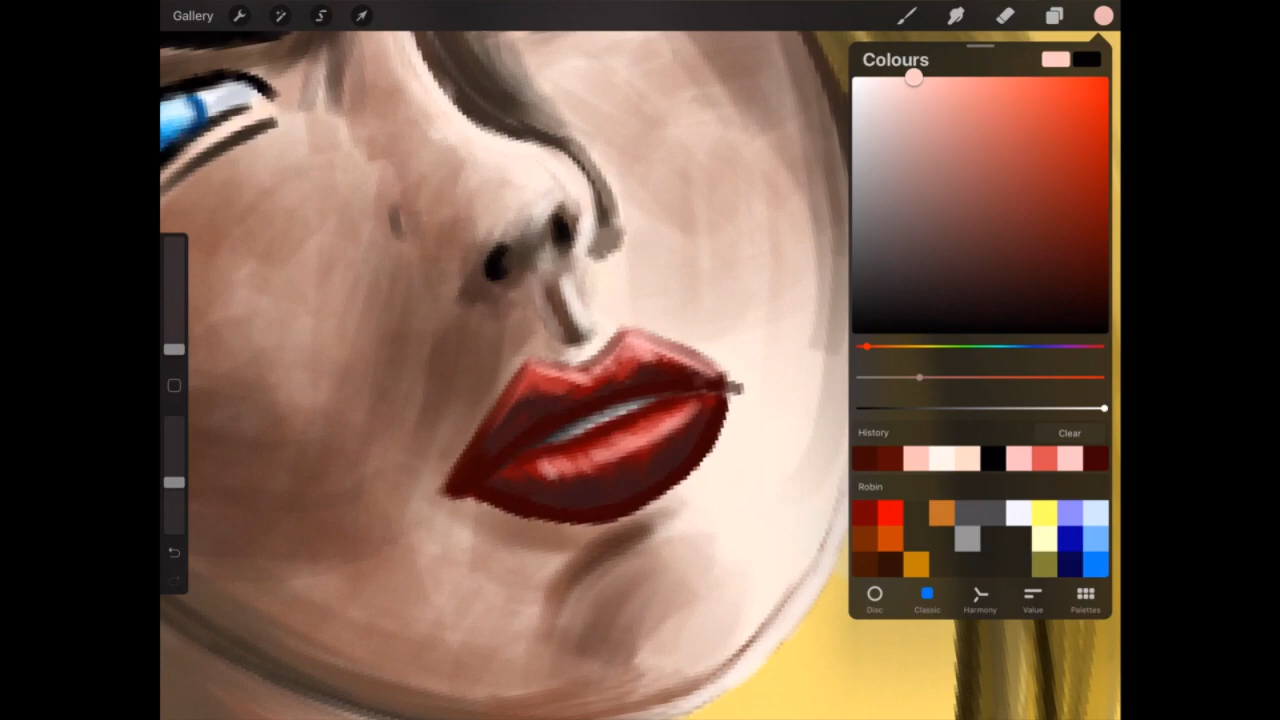 Gallery
Colours
History
Clear
Robin
Disc
Classic
Harmony
Value
Palettes